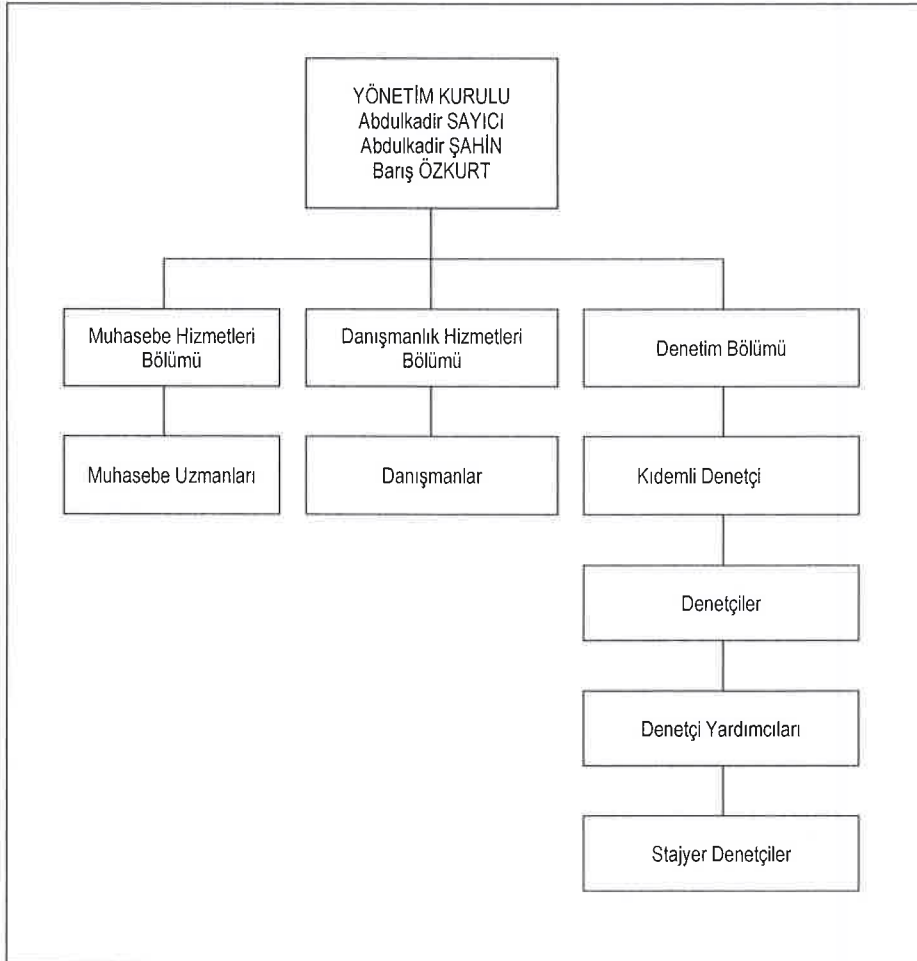 YÖNETİM KURULU
Abdulkadir SAYICI
Abdulkadir ŞAHİN
Barış ÖZKURT
Muhasebe Hizmetleri
Bölümü
Danışmanlık Hizmetleri
Bölümü
Denetim Bölümü
Muhasebe Uzmanları
Danışmanlar
Kıdemli Denetçi
Denetçiler
Denetçi Yardımcıları
Stajyer Denetçiler